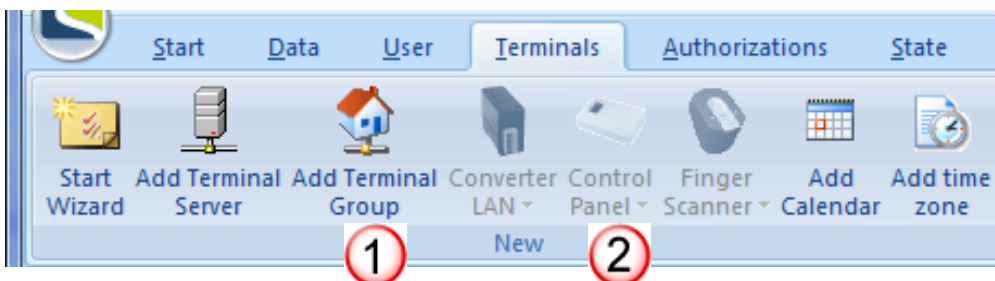 Start Data User Terminals Authorizations State
Start Add Terminal Add Terminal Converter Control Finger Add Add time
Wizard Server Group LAN Panel Scanner Calendar zone
New
1 2